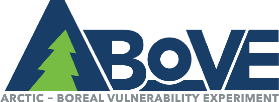 ABoVE
ARCTIC – BOREAL VULNERABILITY EXPERIMENT